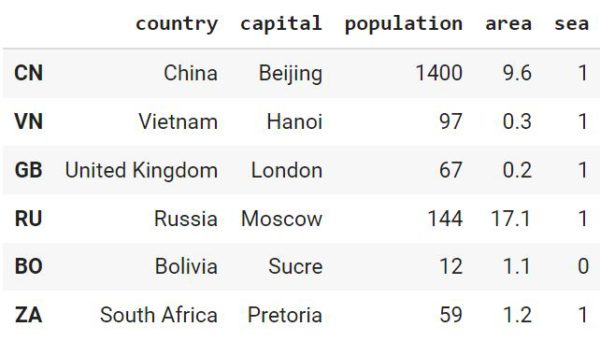 country capital population area sea
CN China Beijing 1400 9.6 1
VN Vietnam Hanoi 97 0.3 1
GB United Kingdom London 67 0.2 1
RU Russia Moscow 144 17.1 1
BO Bolivia Sucre 12 1.1 0
ZA South Africa Pretoria 59 1.2 1